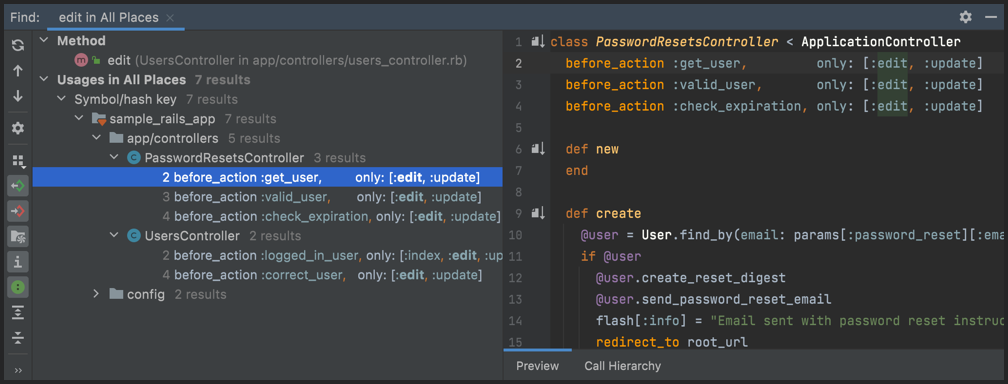 Find: edit in All Places
Method
m edit (UsersController in app/controllers/users_controller.rb)
Usages in All Places 7 results
Symbol/hash key 7 results
sample_rails_app 7 results
app/controllers 5 results
C PasswordResetsController 3 results
2 before_action :get_user, only: [:edit, :update]
3 before_action :valid_user, only: [:edit, :update]
4 before_action :check_expiration, only: [:edit, :update]
C UsersController 2 results
2 before_action :logged_in_user, only: [:index, :edit, :up
4 before_action :correct_user, only: [:edit, :update]
config 2 results
1 class PasswordResetsController < ApplicationController
2 before_action :get_user, only: [:edit, :update]
3 before_action :valid_user, only: [:edit, :update]
4 before_action :check_expiration, only: [:edit, :update]
5
6 def new
7 end
8
9 def create
10 @user = User.find_by(email: params[:password_reset][:ema
11 if @user
12 @user.create_reset_digest
13 @user.send_password_reset_email
14 flash[:info] = "Email sent with password reset instruc
15 redirect_to root_url
Preview Call Hierarchy